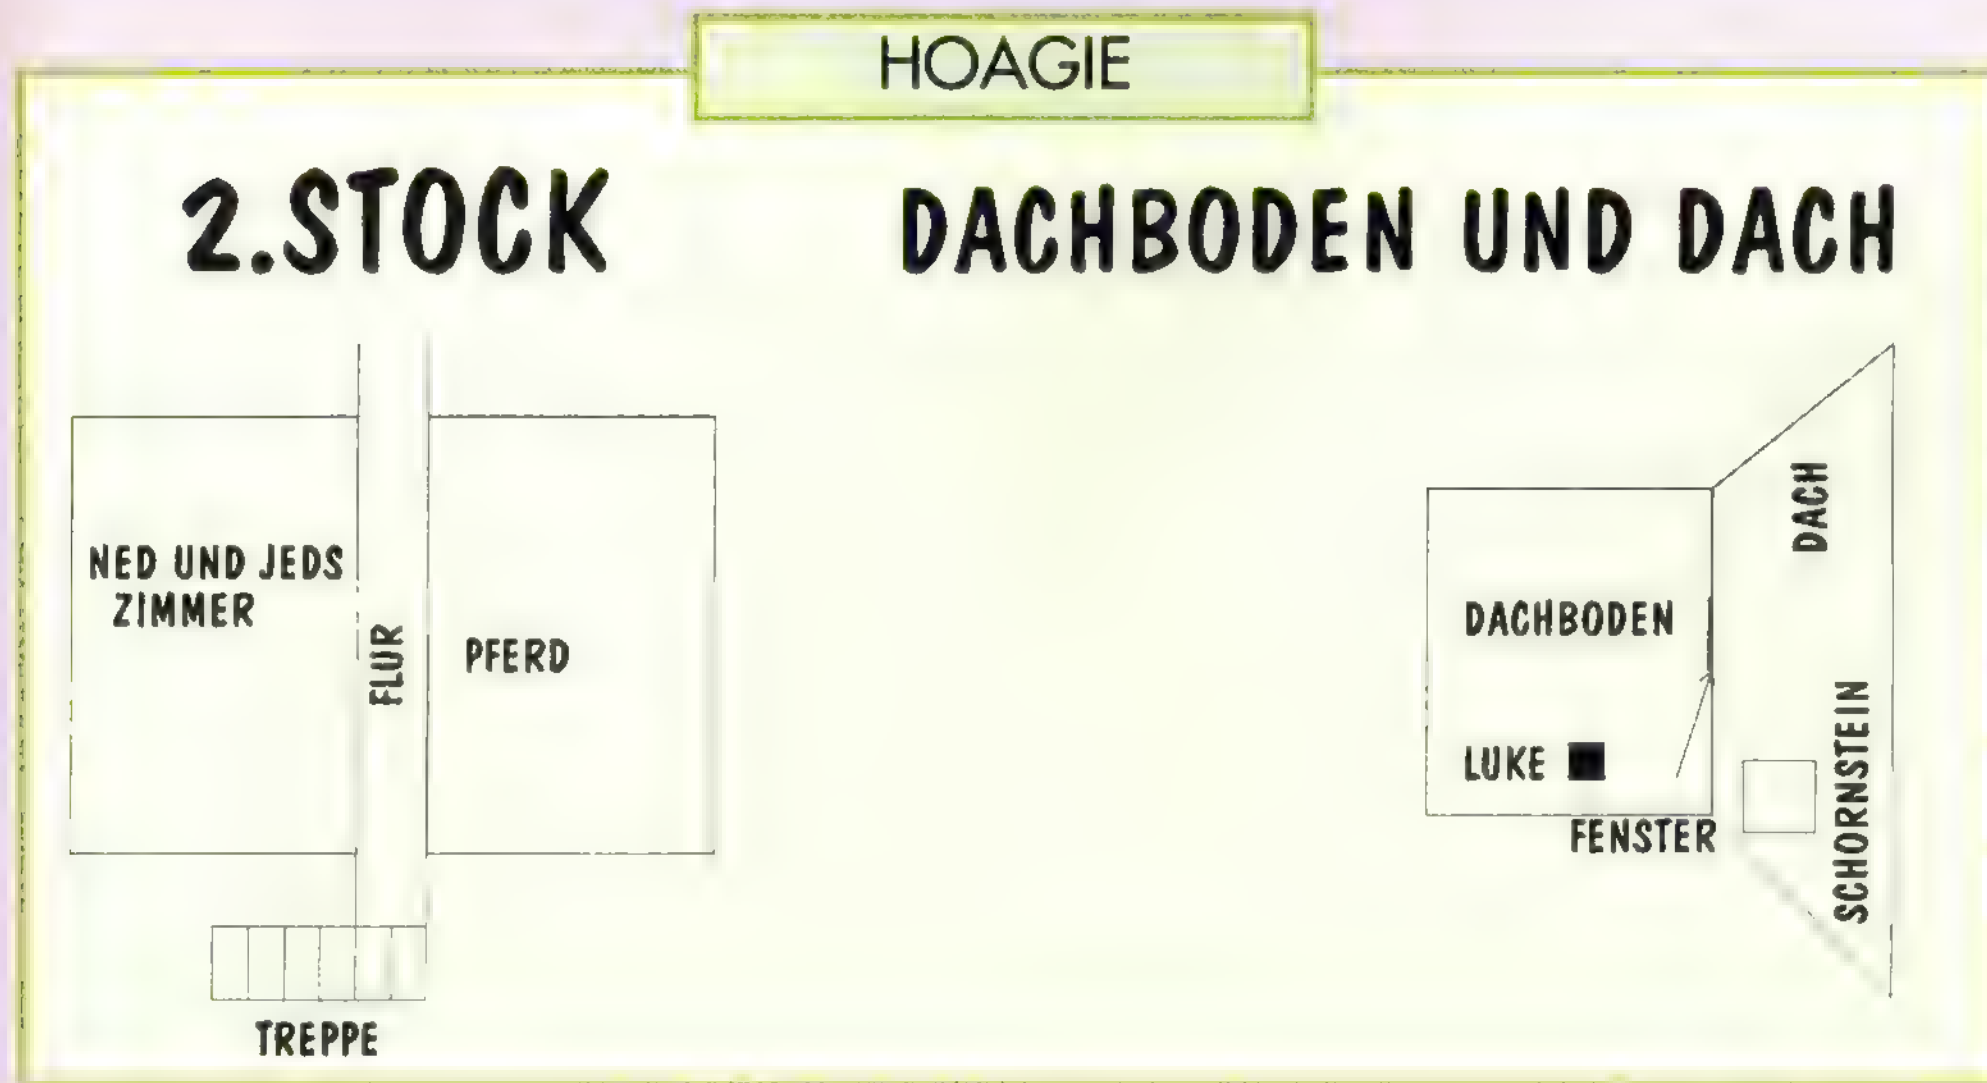 HOAGIE
2.STOCK
DACHBODEN UND DACH
NED UND JEDS
ZIMMER
FLUR
PFERD
TREPPE
DACH
DACHBODEN
LUKE
FENSTER
SCHORNSTEIN